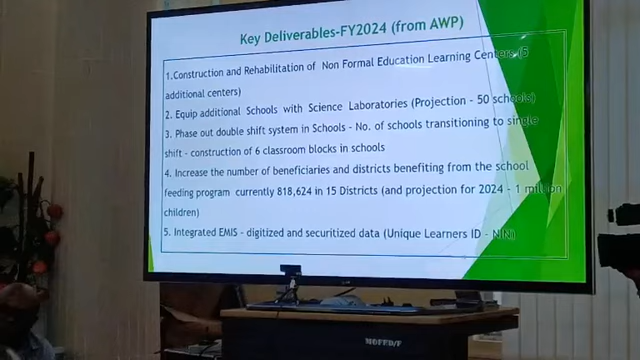 Key Deliverables-FY2024 (from AWP)
1.Construction and Rehabilitation of Non Formal Education Learning Centers (5
additional centers)
2. Equip additional Schools with Science Laboratories (Projection - 50 schools)
3. Phase out double shift system in Schools - No. of schools transitioning to single
shift - construction of 6 classroom blocks in schools
4. Increase the number of beneficiaries and districts benefiting from the school
feeding program currently 818,624 in 15 Districts (and projection for 2024 - 1 million
children)
5. Integrated EMIS - digitized and securitized data (Unique Learners ID - NIN)
MOFED/F